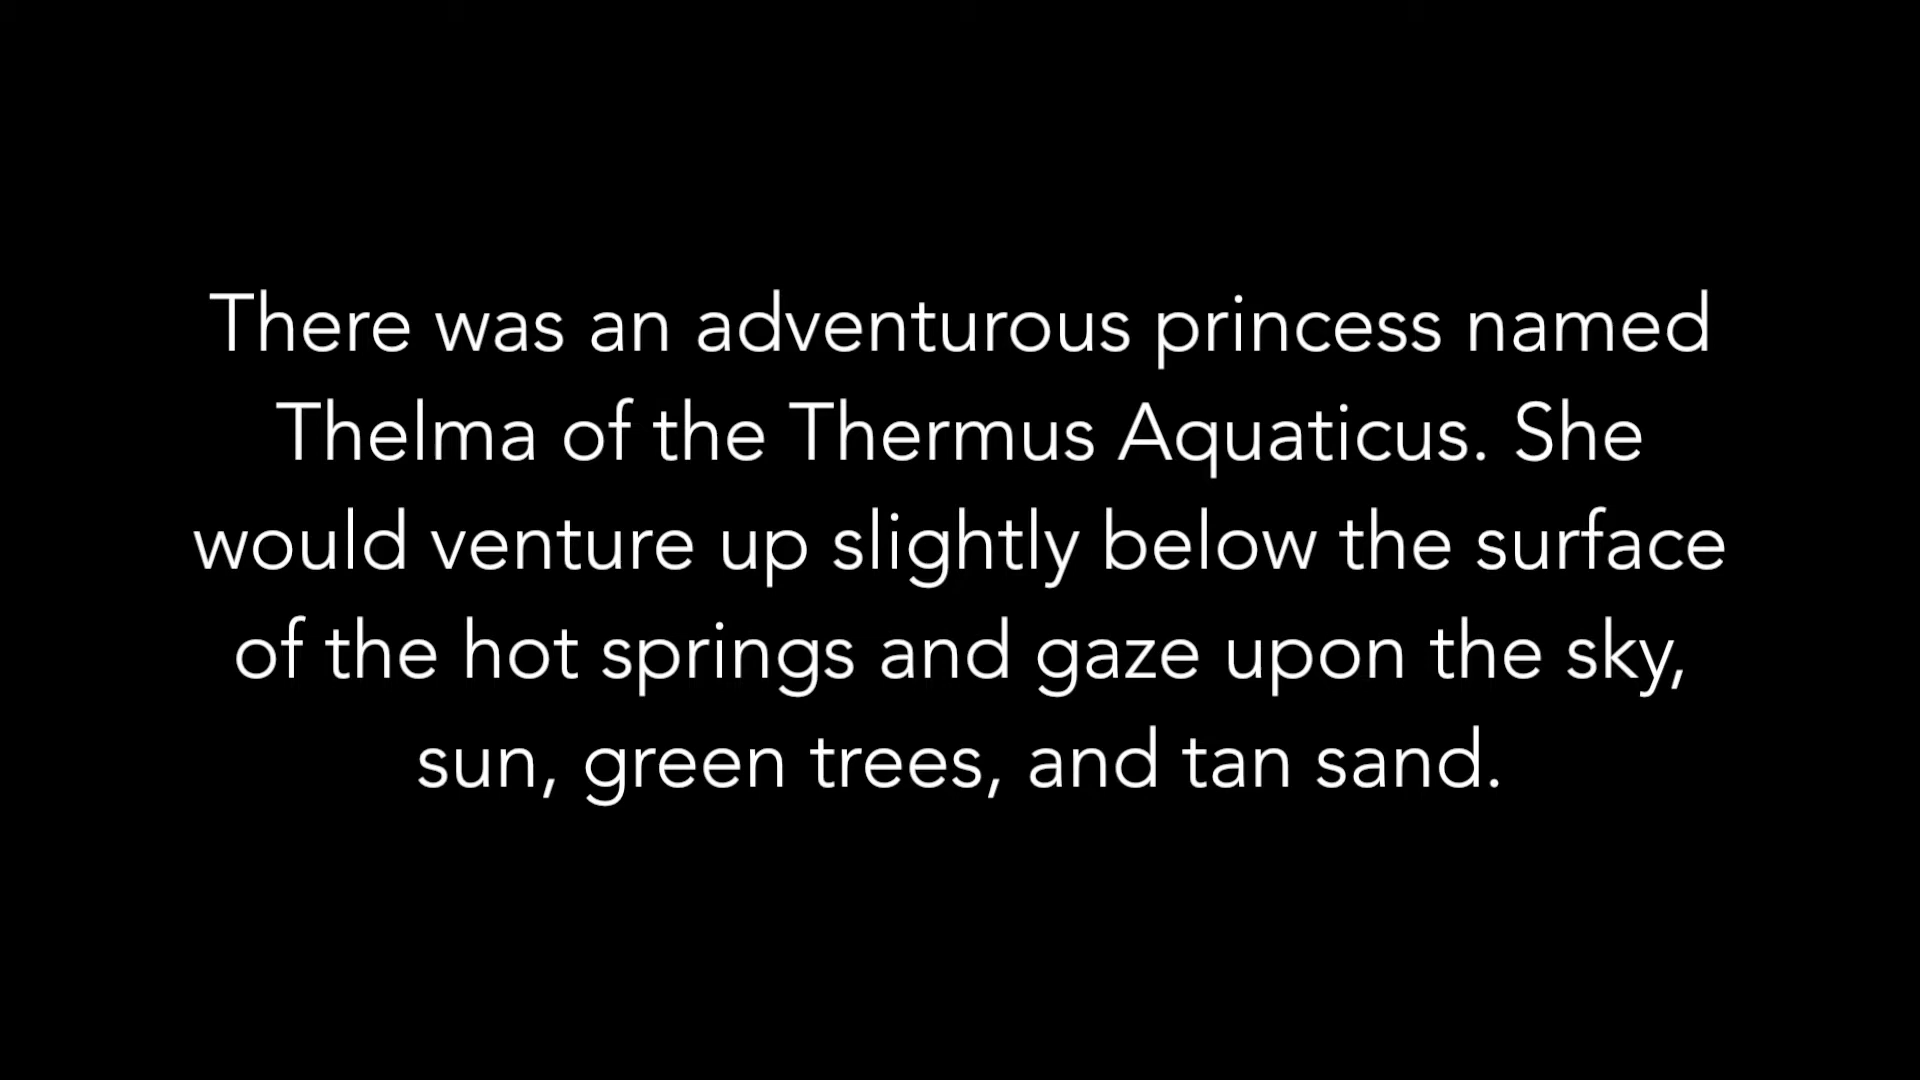 There was an adventurous princess named
Thelma of the Thermus Aquaticus. She
would venture up slightly below the surface
of the hot springs and gaze upon the sky,
sun, green trees, and tan sand.